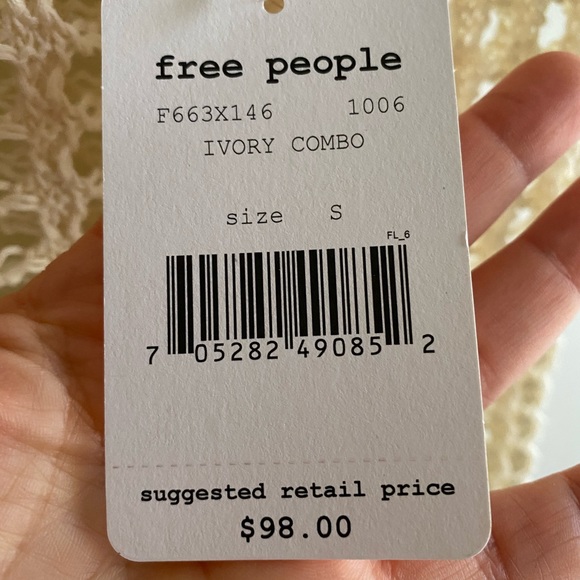 free people
F663X146 1006
IVORY COMBO
size S
FL_6
7 05282 49085 2
suggested retail price
$98.00